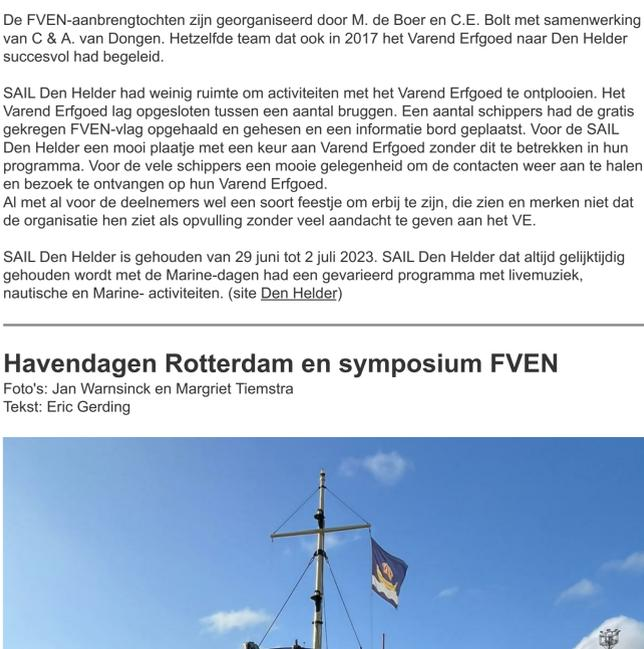 De FVEN-aanbrengtochten zijn georganiseerd door M. de Boer en C.E. Bolt met samenwerking
van C & A. van Dongen. Hetzelfde team dat ook in 2017 het Varend Erfgoed naar Den Helder
succesvol had begeleid.
SAIL Den Helder had weinig ruimte om activiteiten met het Varend Erfgoed te ontplooien. Het
Varend Erfgoed lag opgesloten tussen een aantal bruggen. Een aantal schippers had de gratis
gekregen FVEN-vlag opgehaald en gehesen en een informatie bord geplaatst. Voor de SAIL
Den Helder een mooi plaatje met een keur aan Varend Erfgoed zonder dit te betrekken in hun
programma. Voor de vele schippers een mooie gelegenheid om de contacten weer aan te halen
en bezoek te ontvangen op hun Varend Erfgoed.
Al met al voor de deelnemers wel een soort feestje om erbij te zijn, die zien en merken niet dat
de organisatie hen ziet als opvulling zonder veel aandacht te geven aan het VE.
SAIL Den Helder is gehouden van 29 juni tot 2 juli 2023. SAIL Den Helder dat altijd gelijktijdig
gehouden wordt met de Marine-dagen had een gevarieerd programma met livemuziek,
nautische en Marine- activiteiten. (site Den Helder)
Havendagen Rotterdam en symposium FVEN
Foto's: Jan Warnsinck en Margriet Tiemstra
Tekst: Eric Gerding